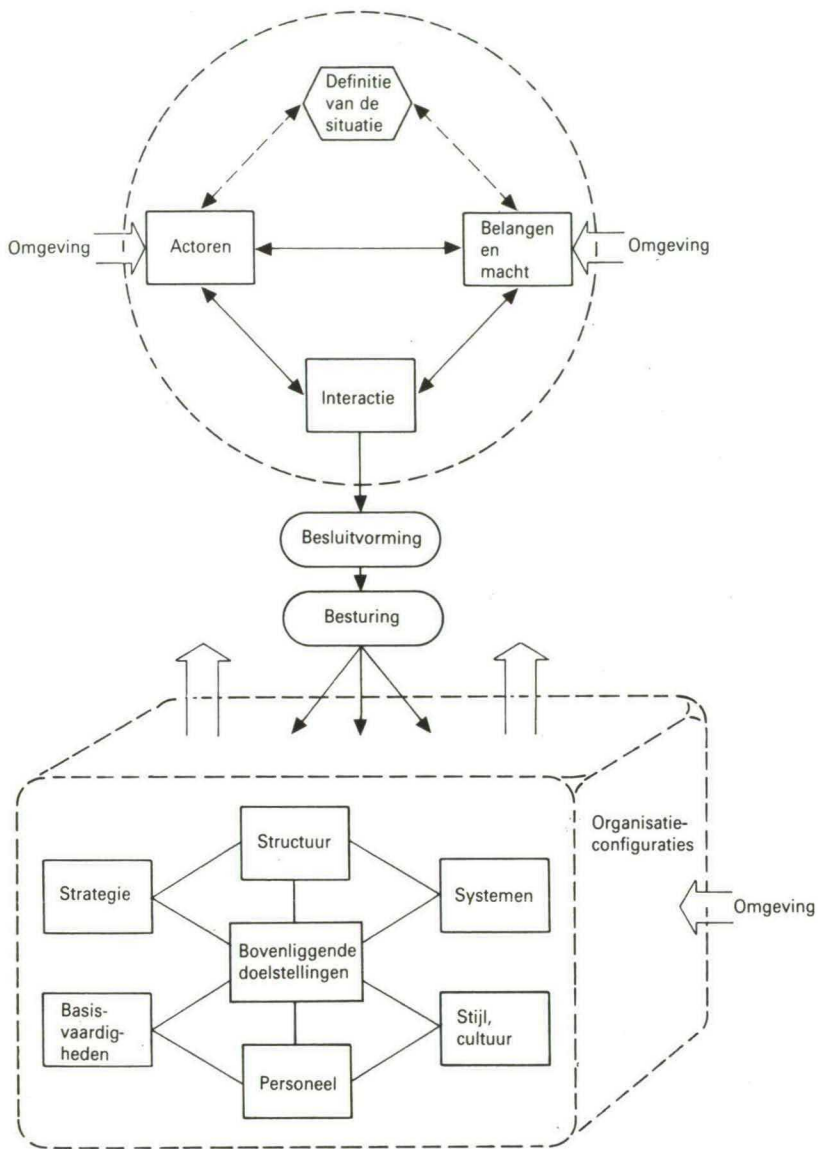 Definitie
van de
situatie
Omgeving
Actoren
Belangen
en
macht
Omgeving
Interactie
Besluitvorming
Besturing
Organisatie-
configuraties
Structuur
Strategie
Systemen
Omgeving
Bovenliggende
doelstellingen
Basis-
vaardig-
heden
Stijl,
cultuur
Personeel